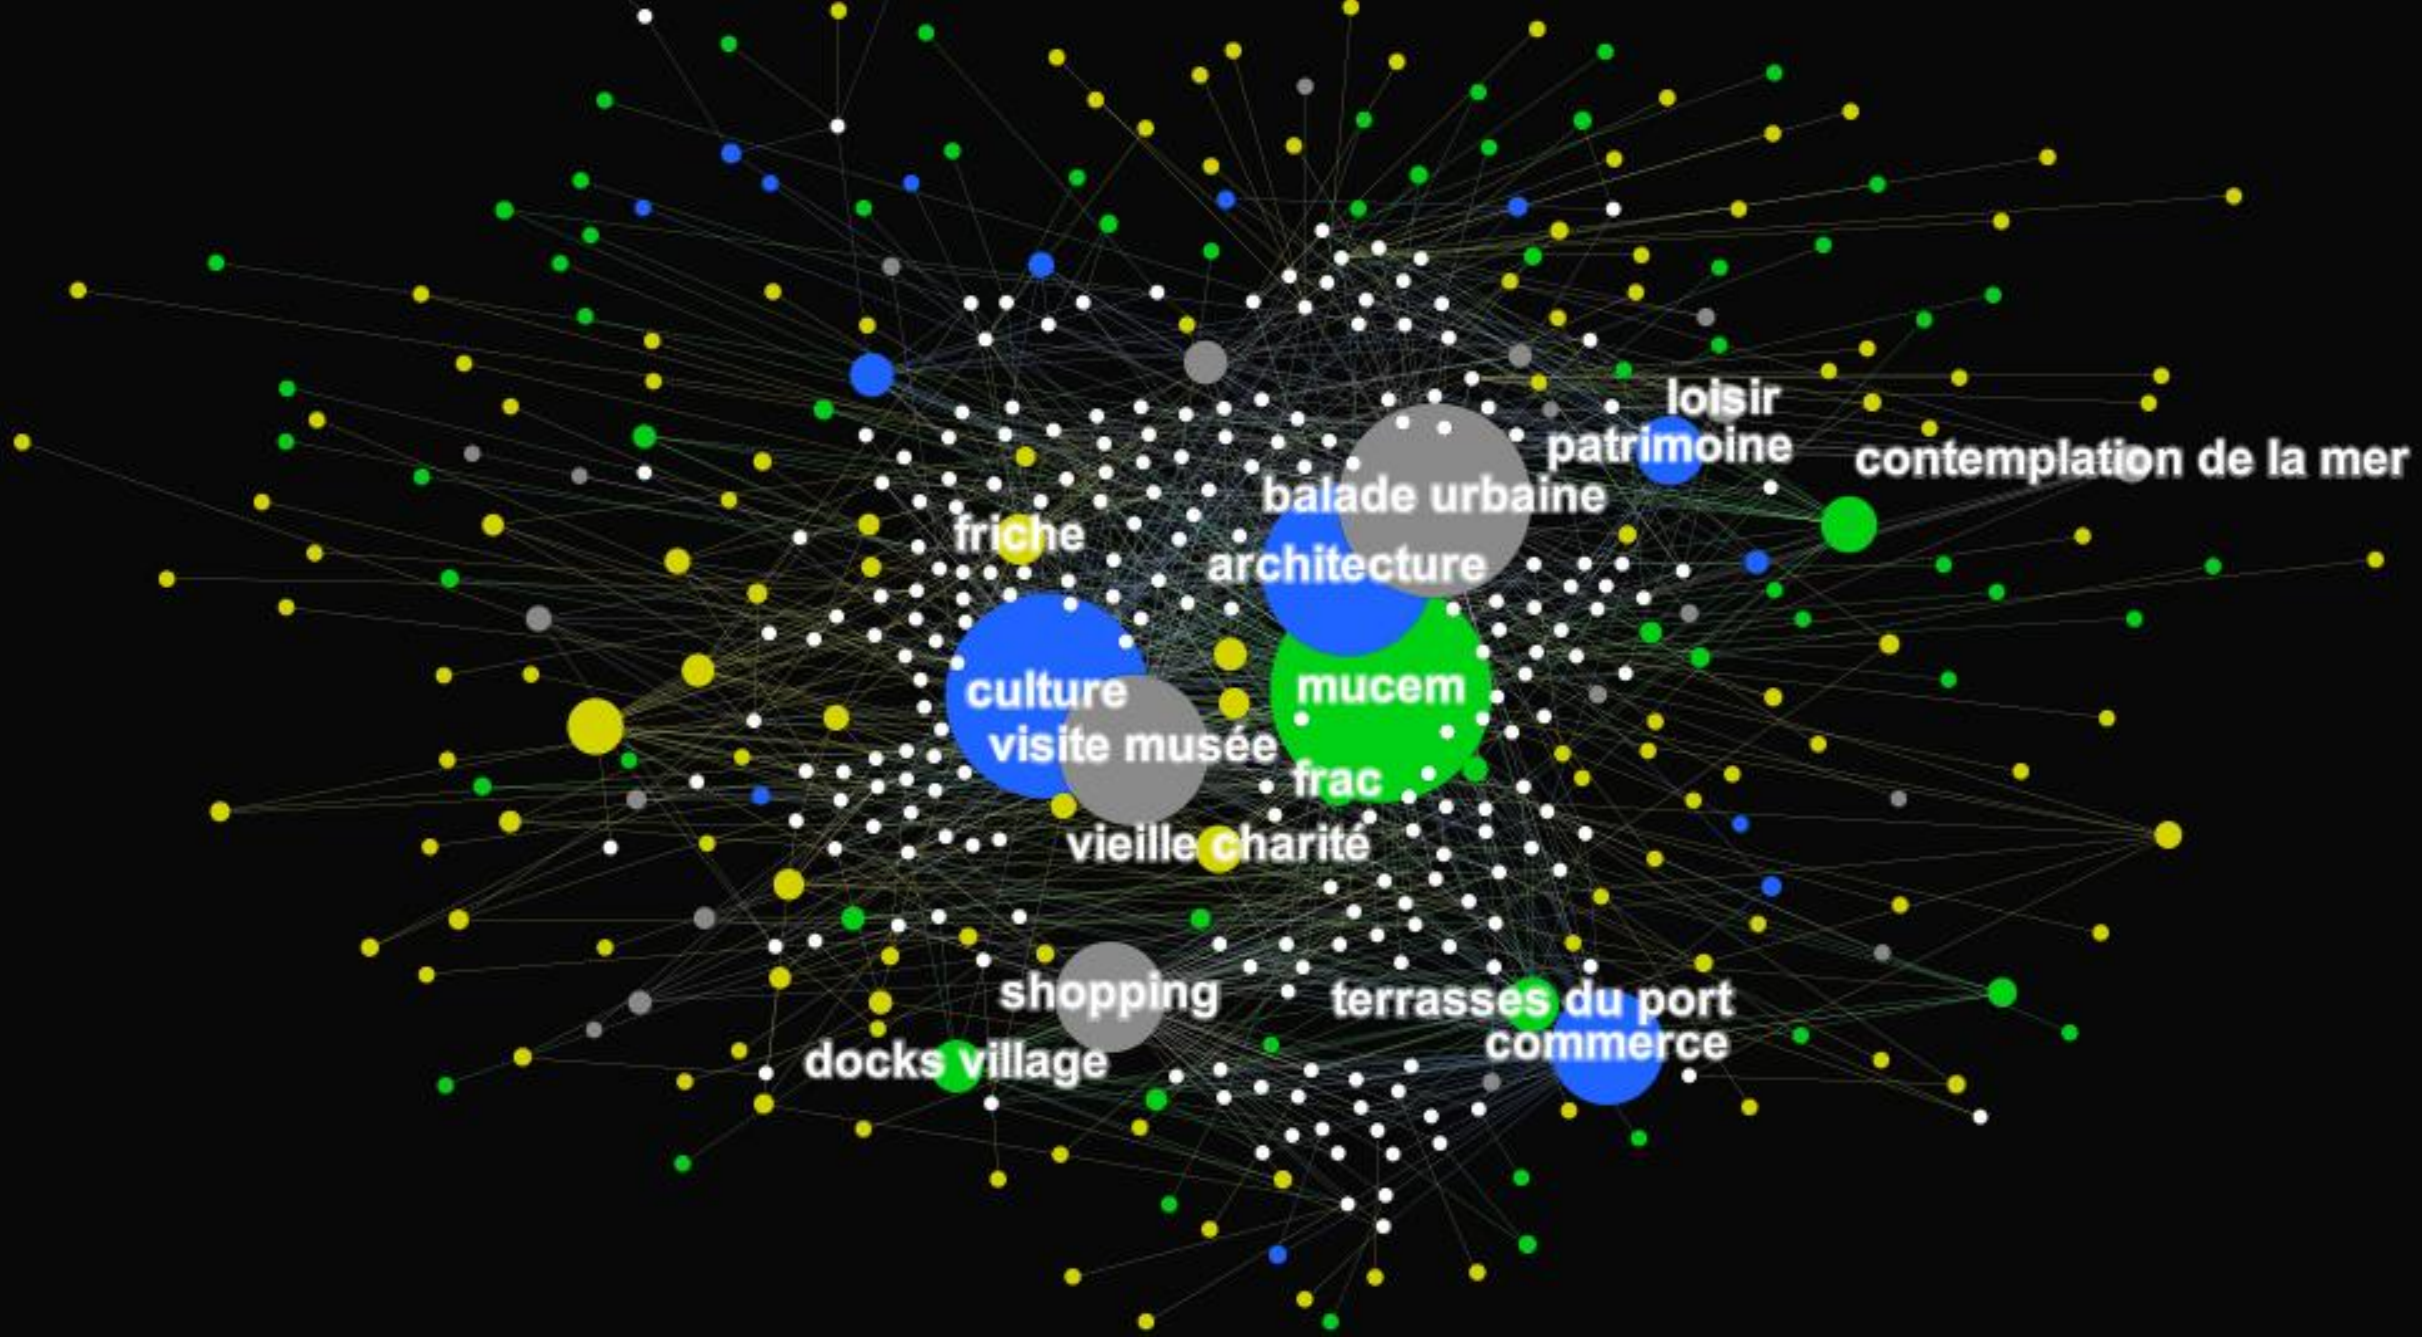 loisir
patrimoine
contemplation de la mer
balade urbaine
friche
architecture
mucem
culture
visite musée
frac
vieille charité
shopping
terrasses du port
commerce
docks village